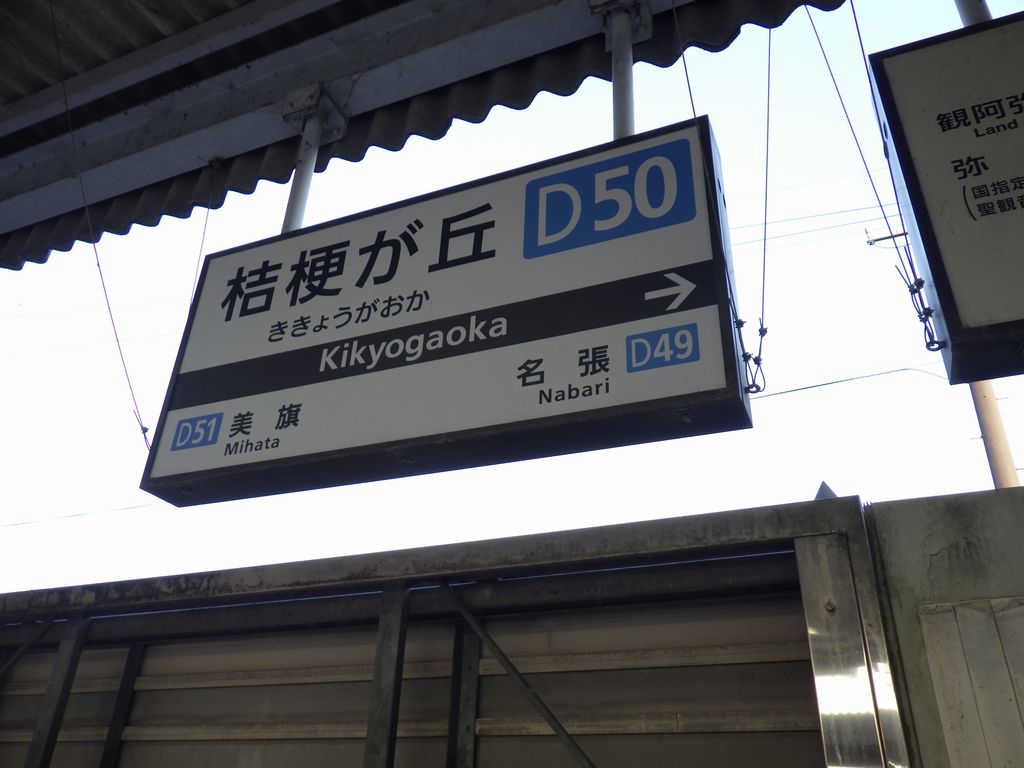 桔梗が丘 D50
ききょうがおか
Kikyogaoka →
D51 美旗
Mihata
名張 D49
Nabari
観阿弥
Land
弥
(国指定
聖観音